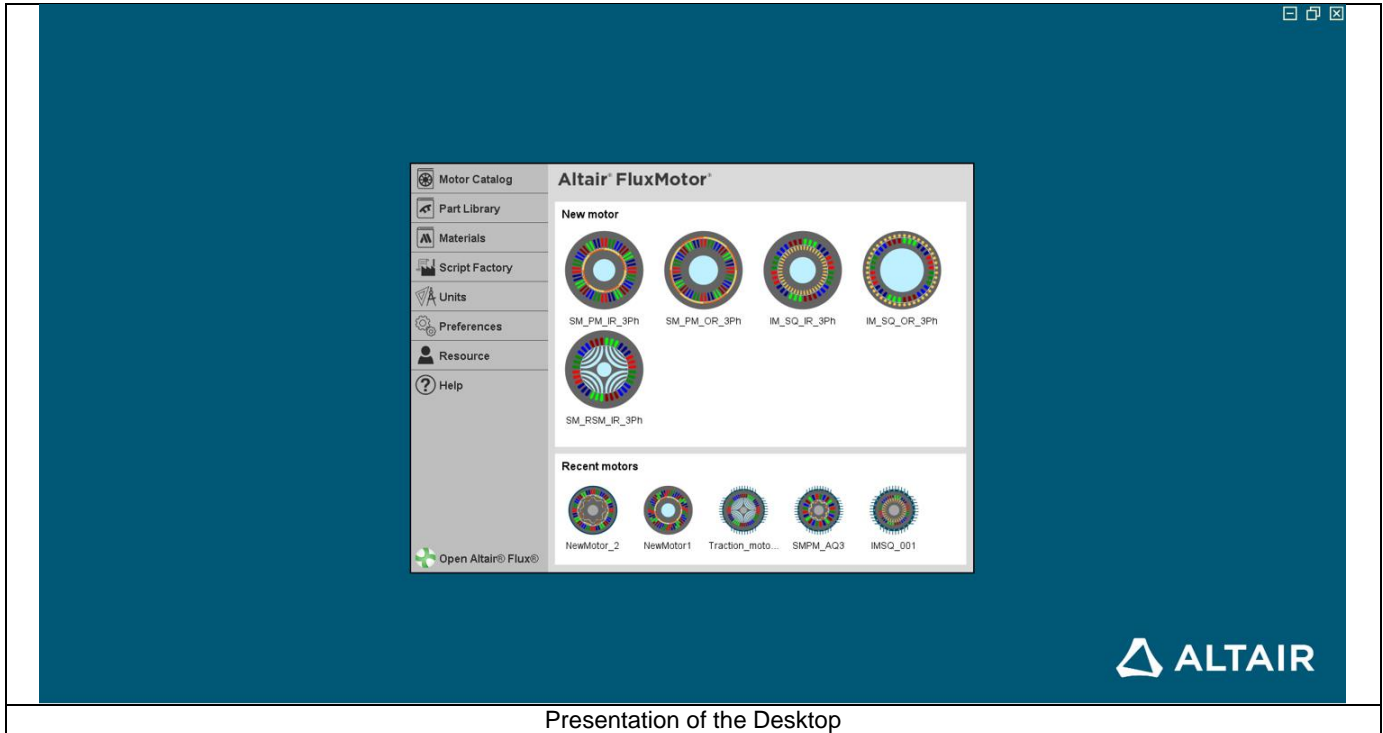 Motor Catalog
Part Library
Materials
Script Factory
Units
Preferences
Resource
Help
Open Altair® Flux®
Altair® FluxMotor®
New motor
SM_PM_IR_3Ph
SM_PM_OR_3Ph
IM_SQ_IR_3Ph
IM_SQ_OR_3Ph
SM_RSM_IR_3Ph
Recent motors
NewMotor_2
NewMotor1
Traction_moto...
SMPM_AQ3
IMSQ_001
ALTAIR
Presentation of the Desktop